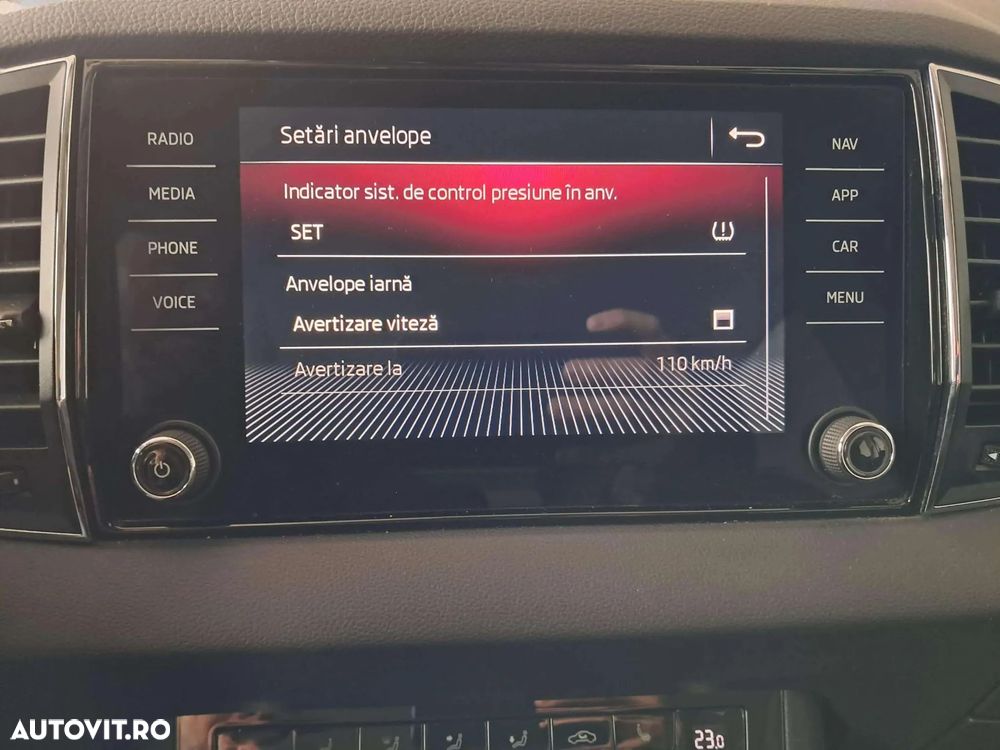 RADIO
MEDIA
PHONE
VOICE
Setări anvelope
Indicator sist. de control presiune în anv.
SET
Anvelope iarnă
Avertizare viteză
Avertizare la 110 km/h
NAV
APP
CAR
MENU
23.0
AUTOVIT.RO